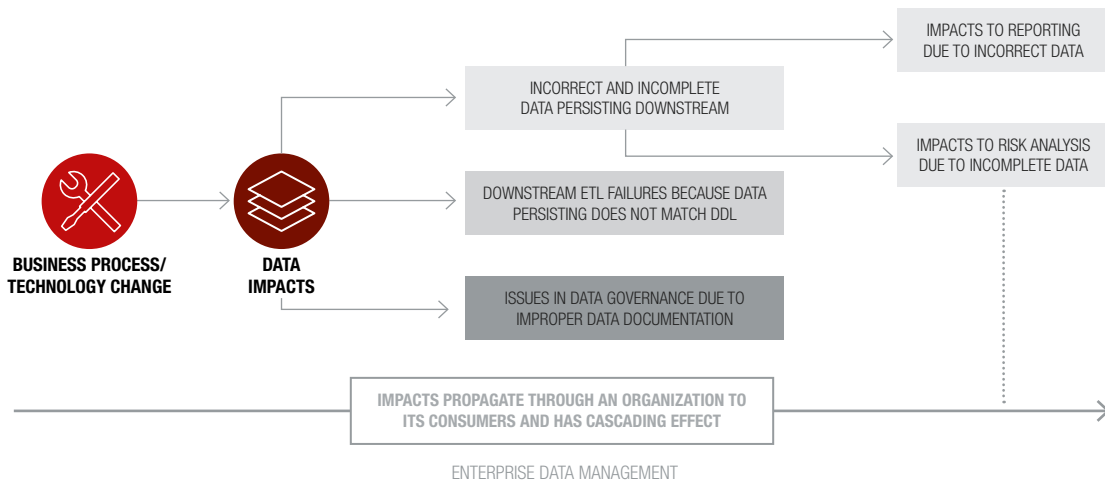 IMPACTS TO REPORTING
DUE TO INCORRECT DATA
INCORRECT AND INCOMPLETE
DATA PERSISTING DOWNSTREAM
IMPACTS TO RISK ANALYSIS
DUE TO INCOMPLETE DATA
DOWNSTREAM ETL FAILURES BECAUSE DATA
PERSISTING DOES NOT MATCH DDL
BUSINESS PROCESS/
TECHNOLOGY CHANGE
DATA
IMPACTS
ISSUES IN DATA GOVERNANCE DUE TO
IMPROPER DATA DOCUMENTATION
IMPACTS PROPAGATE THROUGH AN ORGANIZATION TO
ITS CONSUMERS AND HAS CASCADING EFFECT
ENTERPRISE DATA MANAGEMENT